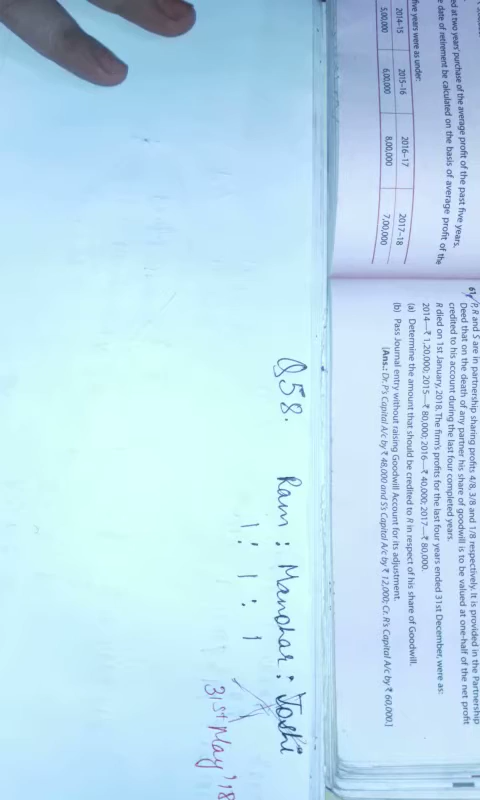 ed at two years' purchase of the average profit of the past five years,
e date of retirement be calculated on the basis of average profit of the
five years were as under:
2014-15 2015-16 2016-17 2017-18
5,00,000 6,00,000 8,00,000 7,00,000
61. P, R and S are in partnership sharing profits 4/8, 3/8 and 1/8 respectively. It is provided in the Partnership
Deed that on the death of any partner his share of goodwill is to be valued at one-half of the net profit
credited to his account during the last four completed years.
R died on 1st January, 2018. The firm's profits for the last four years ended 31st December, were as:
2014—₹ 1,20,000; 2015—₹ 80,000; 2016—₹ 40,000; 2017—₹ 80,000.
(a) Determine the amount that should be credited to R in respect of his share of Goodwill.
(b) Pass Journal entry without raising Goodwill Account for its adjustment.
[Ans.: Dr. P's Capital A/c by ₹ 48,000 and S's Capital A/c by ₹ 12,000; Cr. R's Capital A/c by ₹ 60,000.]
Q58. Ram : Manohar : Joshi
1 : 1 : 1
31st May '18